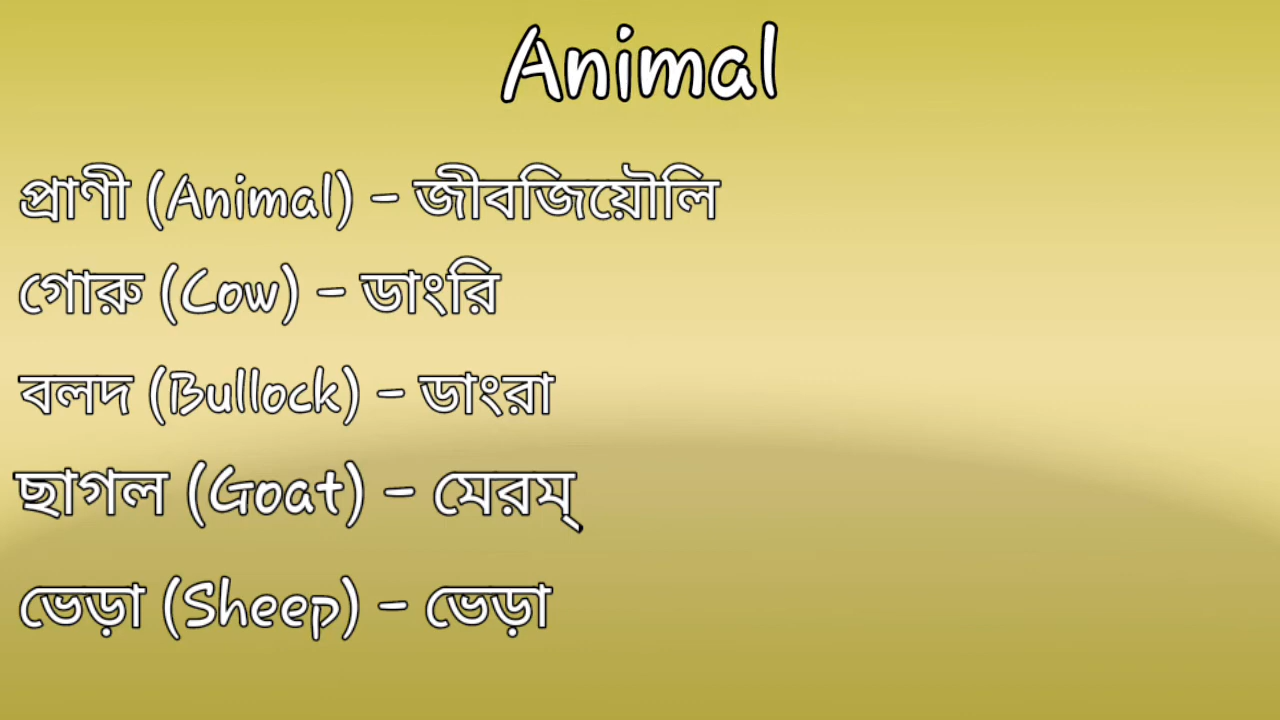 Animal
প্রাণী (Animal) - জীবজিয়ৌলি
গোরু (Cow) - ডাংরি
বলদ (Bullock) - ডাংরা
ছাগল (Goat) - মেরম্
ভেড়া (Sheep) - ভেড়া